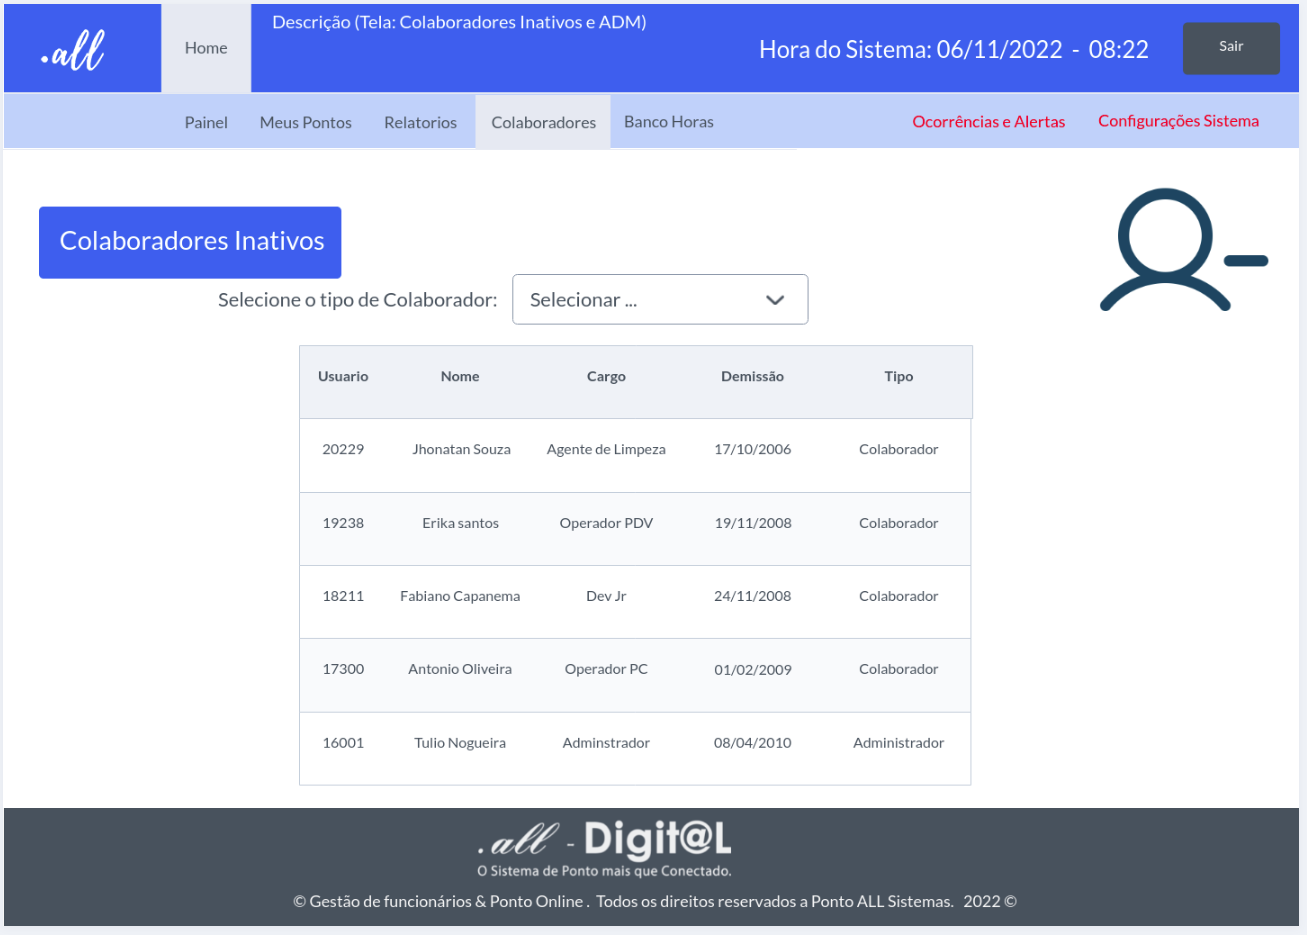 .all
Home
Descrição (Tela: Colaboradores Inativos e ADM)
Hora do Sistema: 06/11/2022 - 08:22
Sair
Painel Meus Pontos Relatorios Colaboradores Banco Horas Ocorrências e Alertas Configurações Sistema
Colaboradores Inativos
Selecione o tipo de Colaborador: Selecionar ...
Usuario Nome Cargo Demissão Tipo
20229 Jhonatan Souza Agente de Limpeza 17/10/2006 Colaborador
19238 Erika santos Operador PDV 19/11/2008 Colaborador
18211 Fabiano Capanema Dev Jr 24/11/2008 Colaborador
17300 Antonio Oliveira Operador PC 01/02/2009 Colaborador
16001 Tulio Nogueira Adminstrador 08/04/2010 Administrador
.all - Digit@L
O Sistema de Ponto mais que Conectado.
© Gestão de funcionários & Ponto Online . Todos os direitos reservados a Ponto ALL Sistemas. 2022 ©